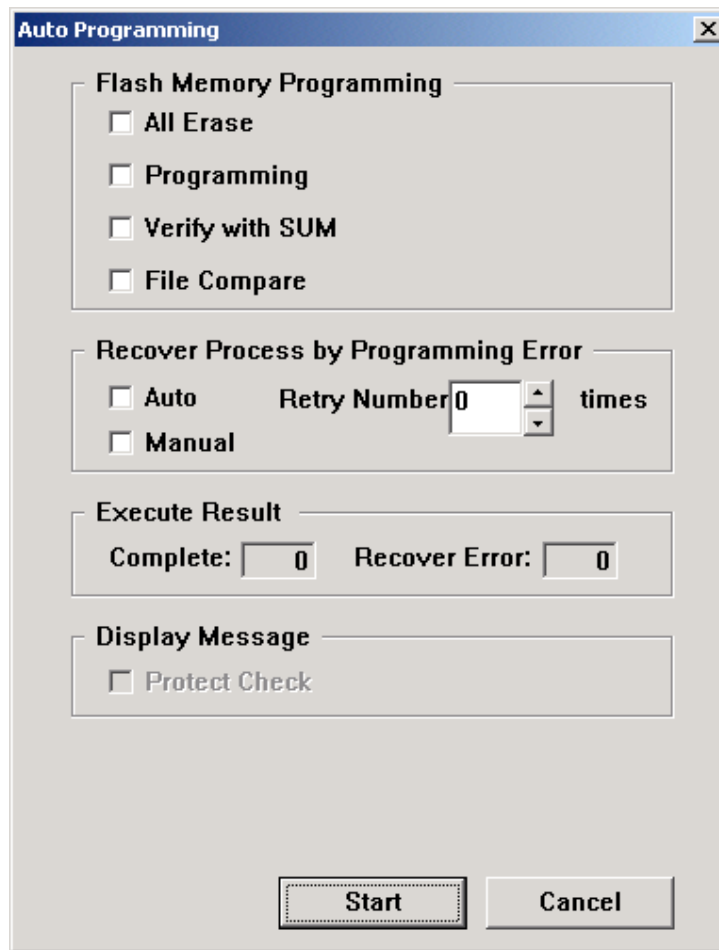 Auto Programming
Flash Memory Programming
All Erase
Programming
Verify with SUM
File Compare
Recover Process by Programming Error
Auto Retry Number 0 times
Manual
Execute Result
Complete: 0 Recover Error: 0
Display Message
Protect Check
Start Cancel